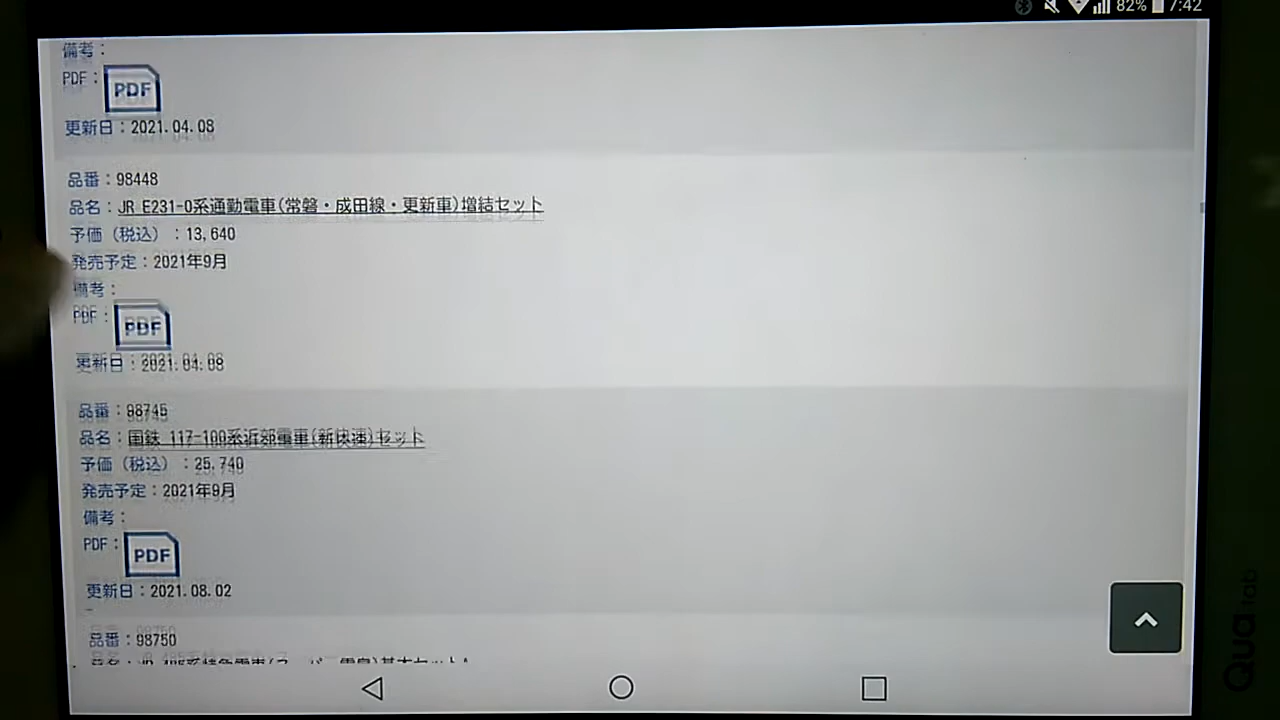 82% 7:42
備考：
PDF： PDF
更新日：2021.04.08
品番：98448
品名：JR E231-0系通勤電車(常磐・成田線・更新車)増結セット
予価（税込）：13,640
発売予定：2021年9月
備考：
PDF： PDF
更新日：2021.04.08
品番：98745
品名：国鉄 117-100系近郊電車(新快速)セット
予価（税込）：25,740
発売予定：2021年9月
備考：
PDF： PDF
更新日：2021.08.02
品番：98750
Qua tab